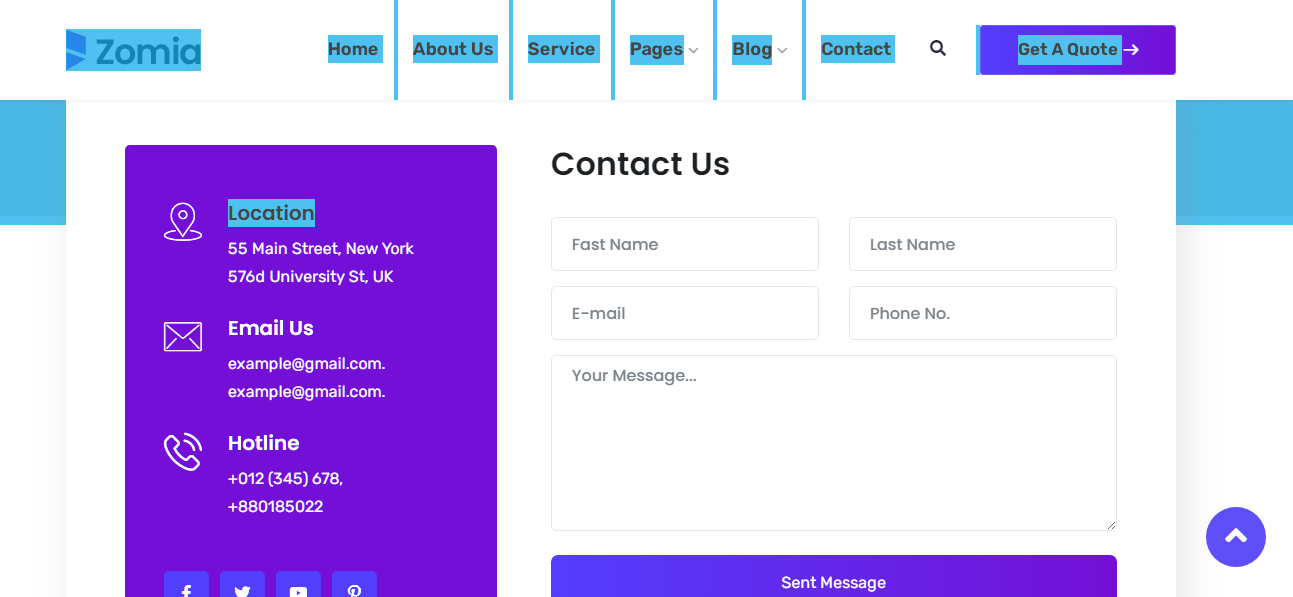 Zomia
Home About Us Service Pages Blog Contact Get A Quote
Contact Us
Location
55 Main Street, New York
576d University St, UK
Email Us
example@gmail.com.
example@gmail.com.
Hotline
+012 (345) 678,
+880185022
Fast Name Last Name
E-mail Phone No.
Your Message...
Sent Message